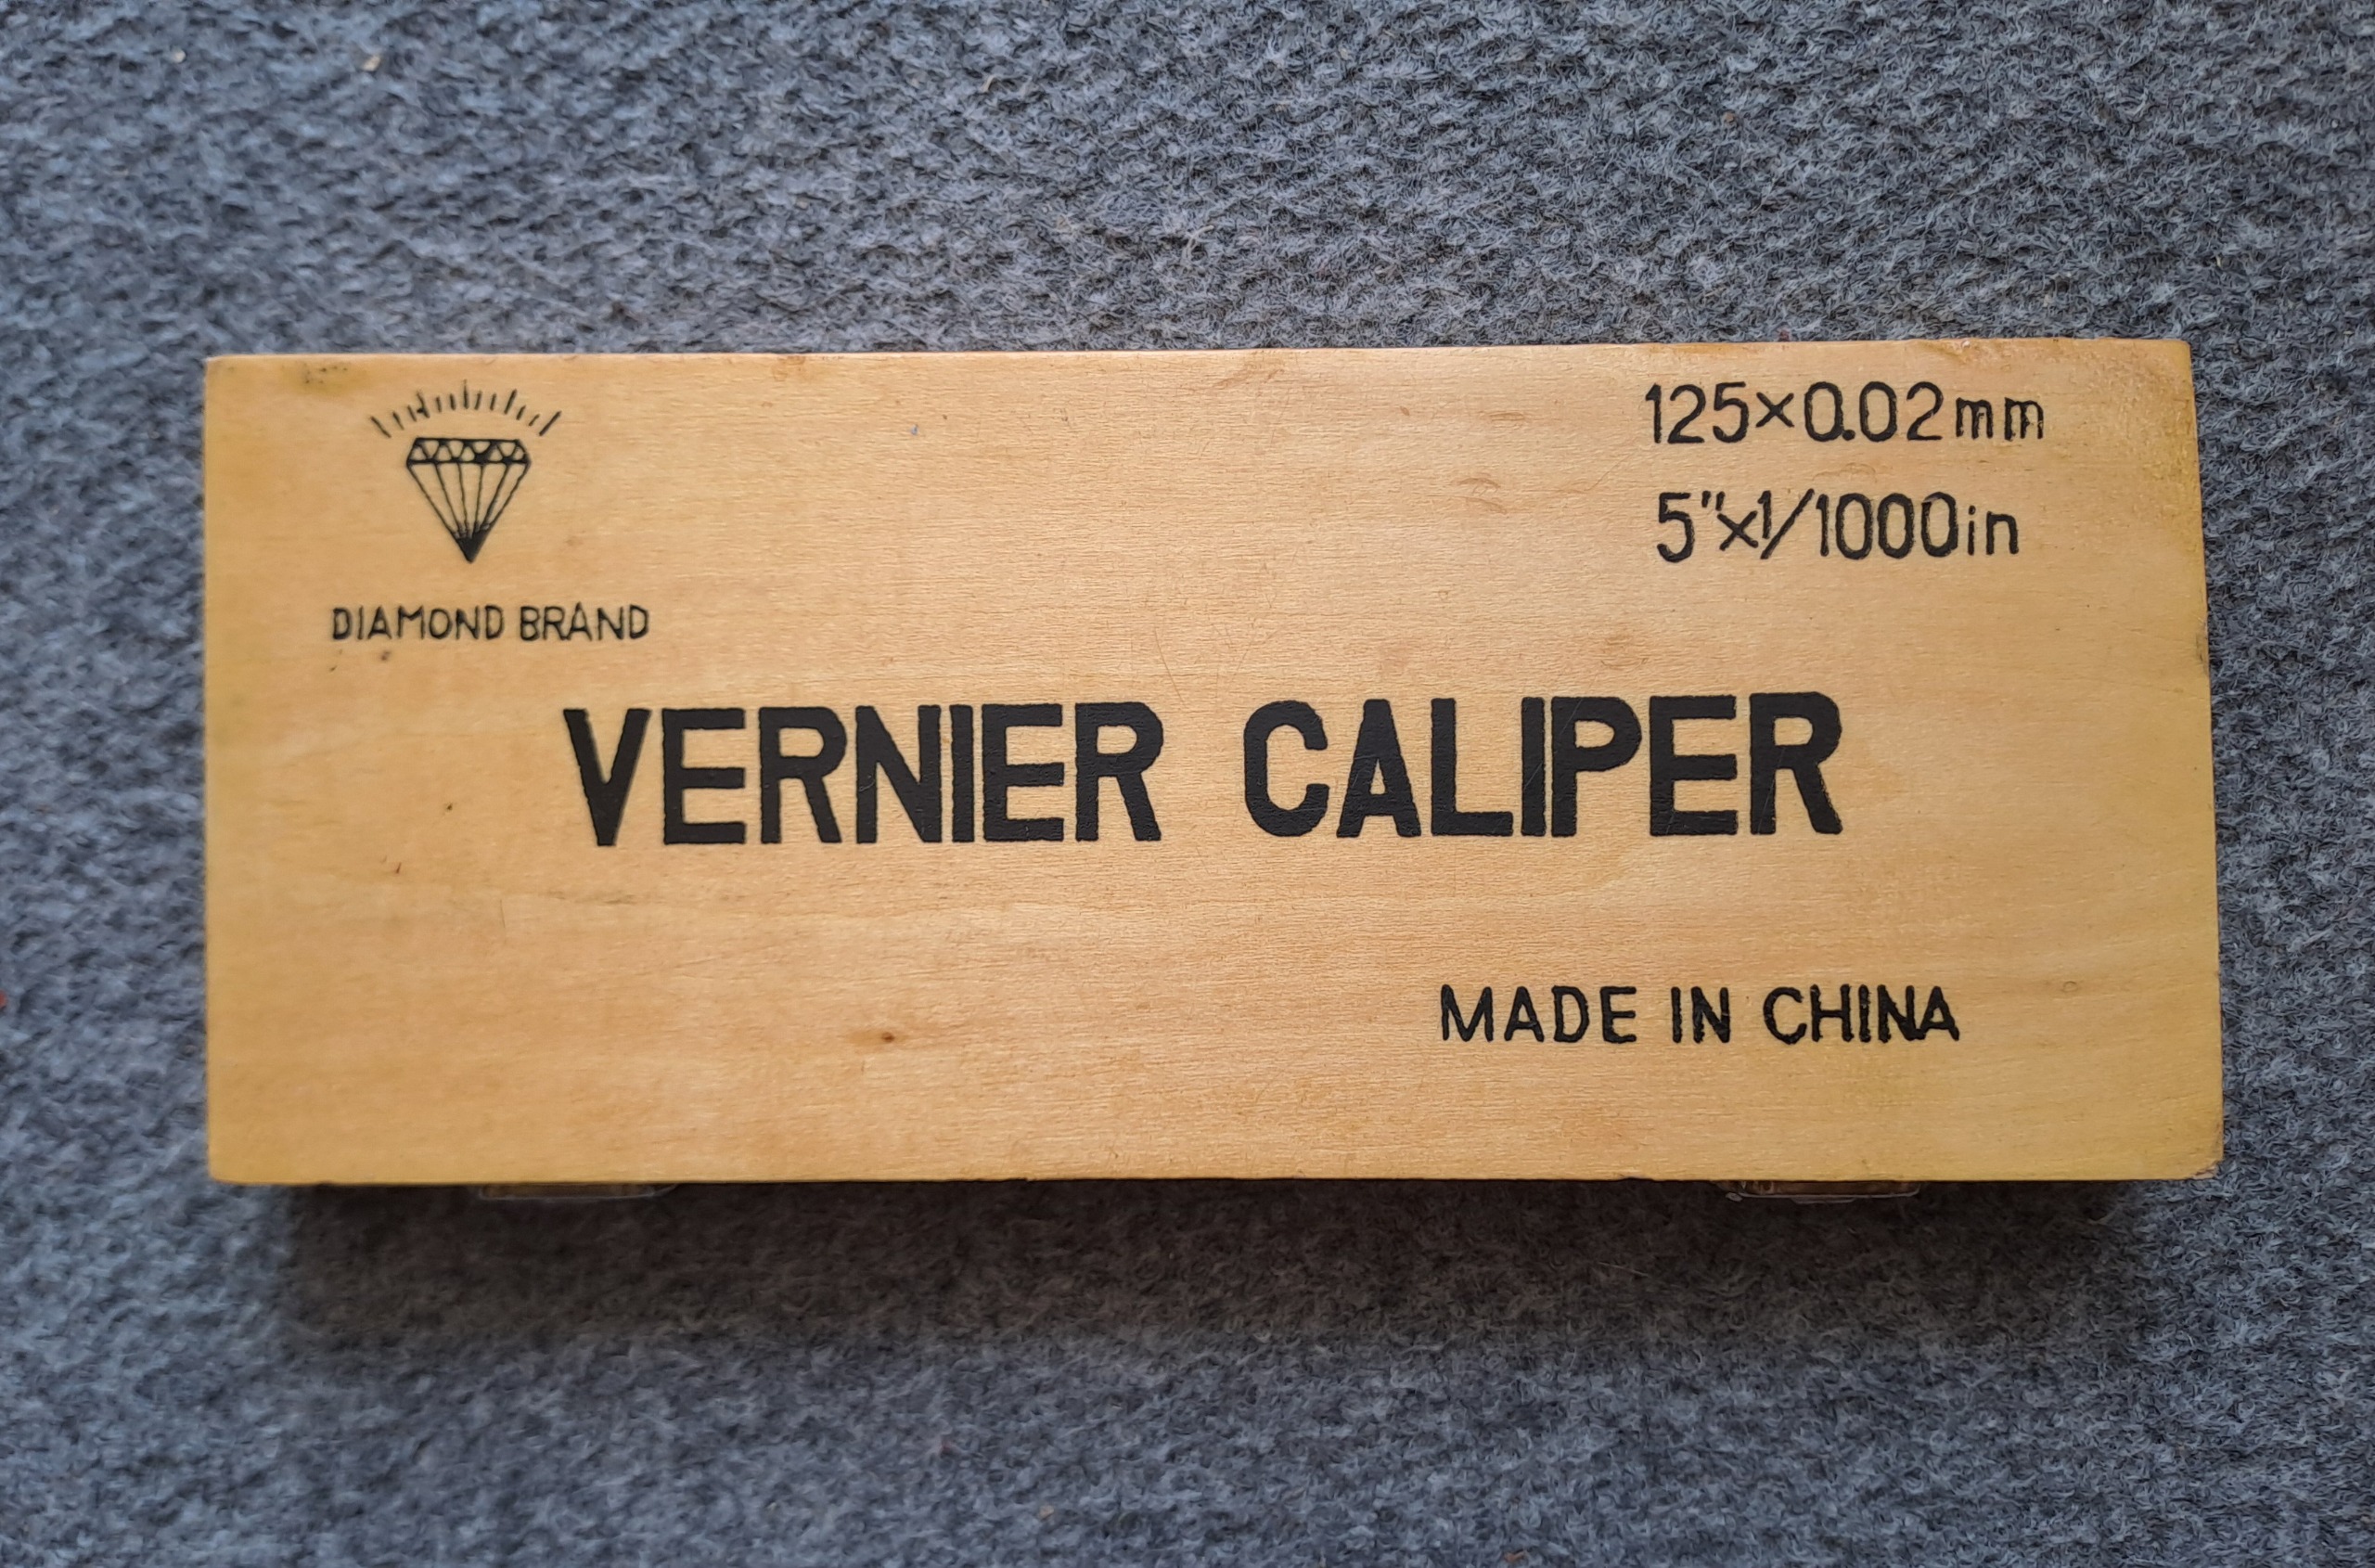 125×0.02mm
5"×1/1000in
DIAMOND BRAND
VERNIER CALIPER
MADE IN CHINA